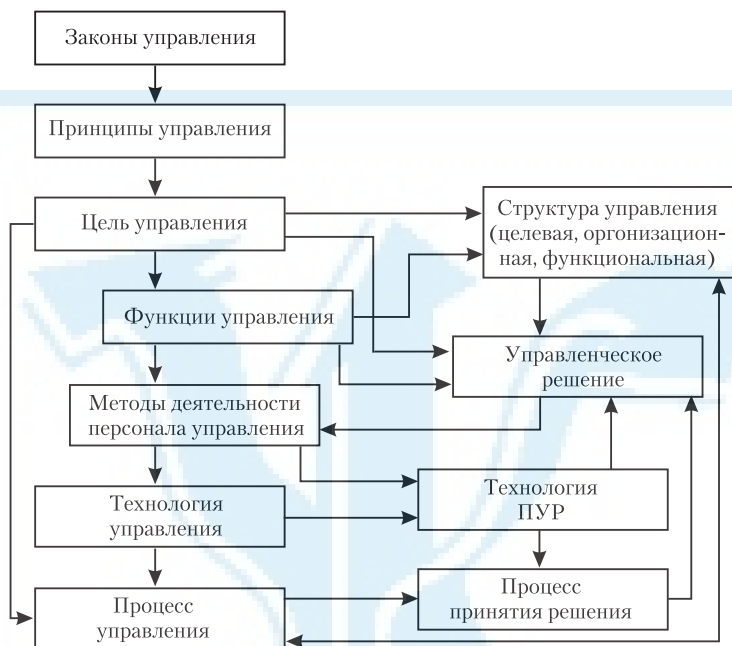 Законы управления
Принципы управления
Цель управления
Структура управления
(целевая, оргонизацион-
ная, функциональная)
Функции управления
Управленческое
решение
Методы деятельности
персонала управления
Технология
управления
Технология
ПУР
Процесс
управления
Процесс
принятия решения